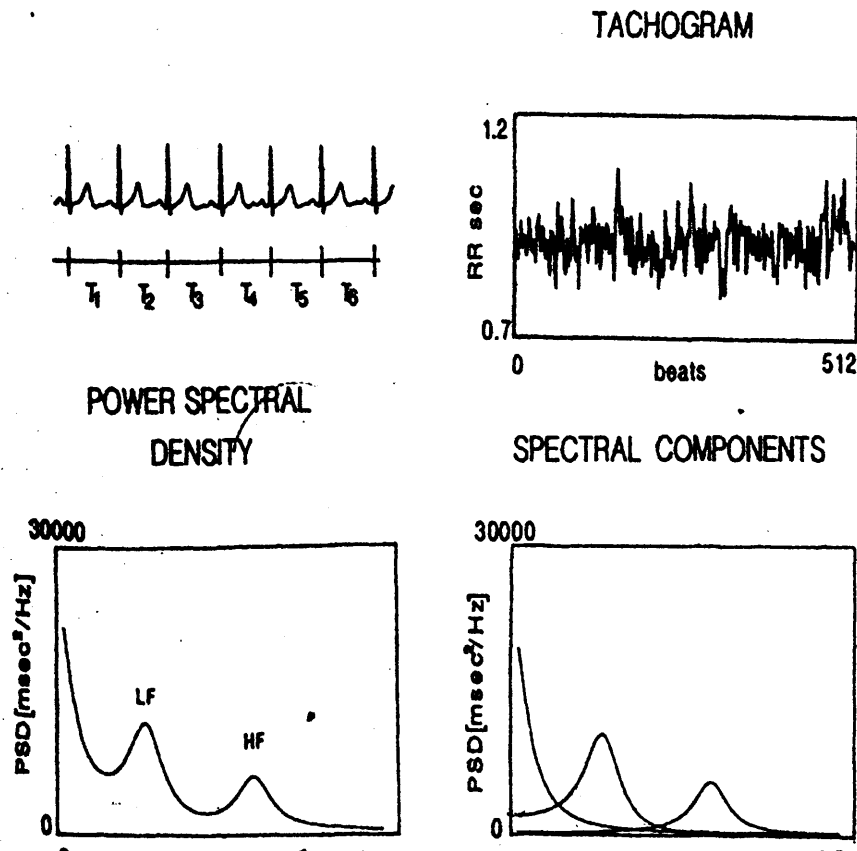 TACHOGRAM
1.2
RR sec
0.7
0 beats 512
T1 T2 T3 T4 T5 T6
POWER SPECTRAL
DENSITY
30000
PSD [msec²/Hz]
LF
HF
0
SPECTRAL COMPONENTS
30000
PSD [msec²/Hz]
0